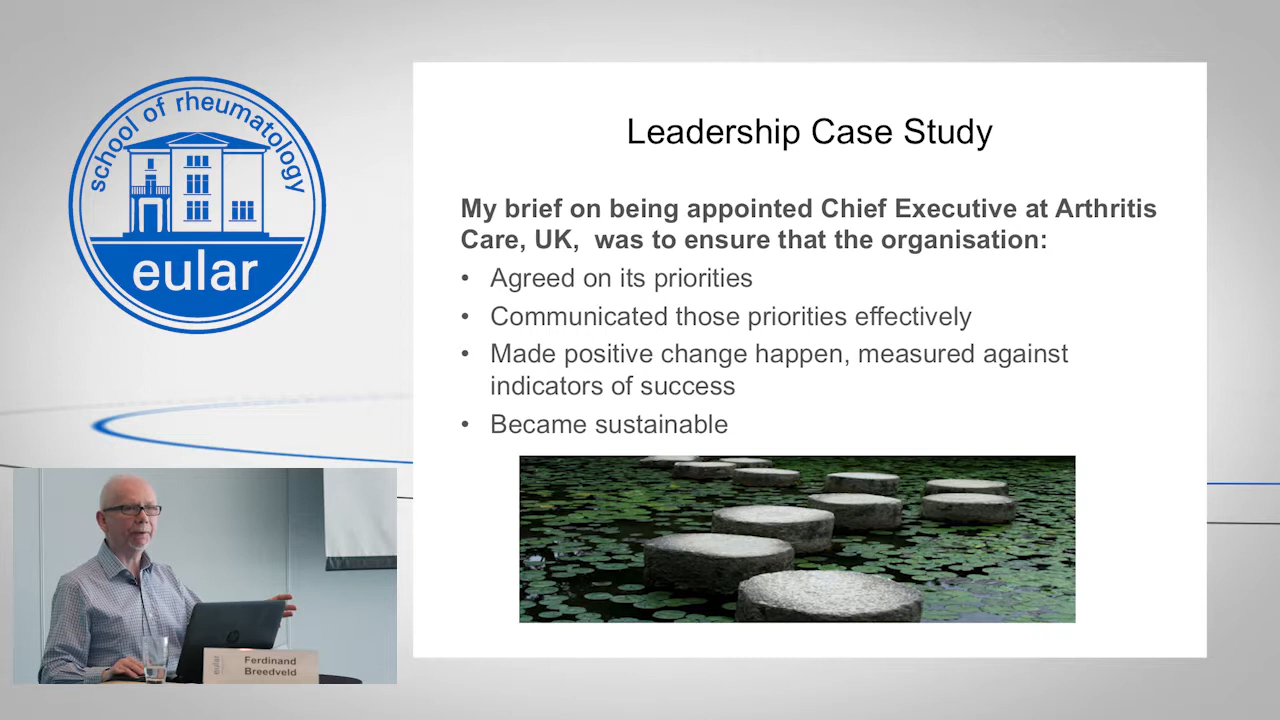 school of rheumatology
eular
Leadership Case Study
My brief on being appointed Chief Executive at Arthritis
Care, UK,  was to ensure that the organisation:
• Agreed on its priorities
• Communicated those priorities effectively
• Made positive change happen, measured against
indicators of success
• Became sustainable
eular
Ferdinand
Breedveld